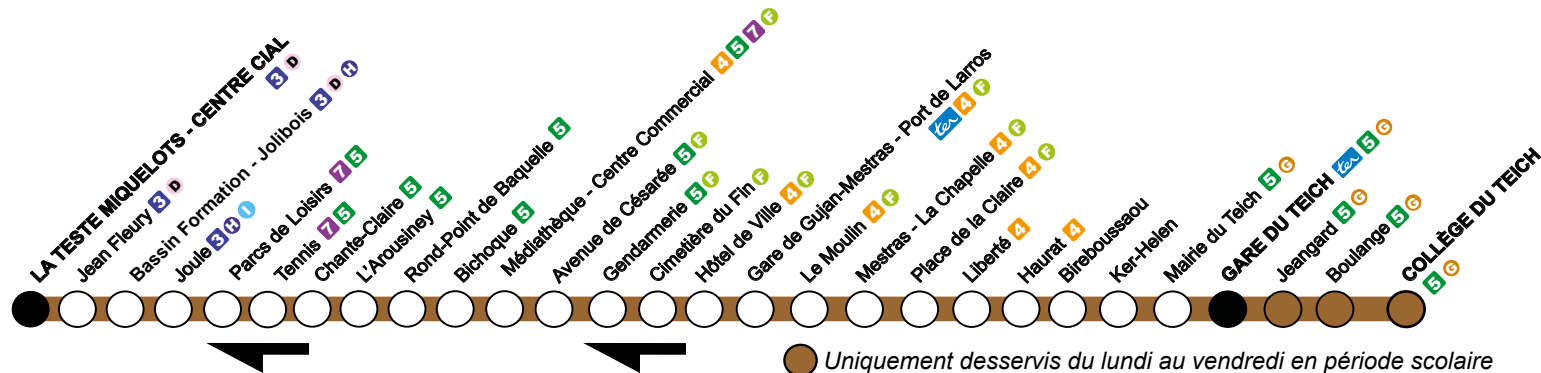 LA TESTE MIQUELOTS - CENTRE CIAL
3 D
Jean Fleury 3 D
Bassin Formation - Jolibois 3 D H
Joule 3 H I
Parcs de Loisirs 7 5
Tennis 7 5
Chante-Claire 5
L'Arousiney 5
Rond-Point de Baquelle 5
Bichoque 5
Médiathèque - Centre Commercial 4 5 7 F
Avenue de Césarée 5 F
Gendarmerie 5 F
Cimetière du Fin F
Hôtel de Ville 4 F
Gare de Gujan-Mestras - Port de Larros
ter 4 F
Le Moulin 4 F
Mestras - La Chapelle 4 F
Place de la Claire 4 F
Liberté 4
Haurat 4
Bireboussaou
Ker-Helen
Mairie du Teich 5 G
GARE DU TEICH ter 5 G
Jeangard 5 G
Boulange 5 G
COLLÈGE DU TEICH
5 G
Uniquement desservis du lundi au vendredi en période scolaire